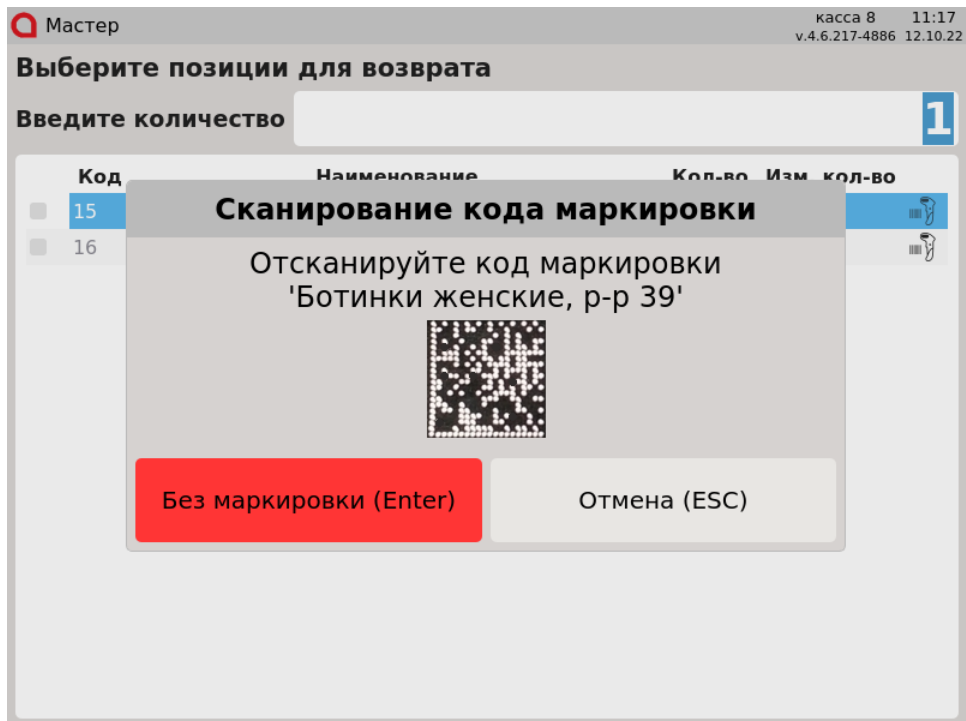 Мастер
касса 8 11:17
v.4.6.217-4886 12.10.22
Выберите позиции для возврата
Введите количество 1
Код Наименование Кол-во Изм. кол-во
15
16
Сканирование кода маркировки
Отсканируйте код маркировки
'Ботинки женские, р-р 39'
Без маркировки (Enter) Отмена (ESC)